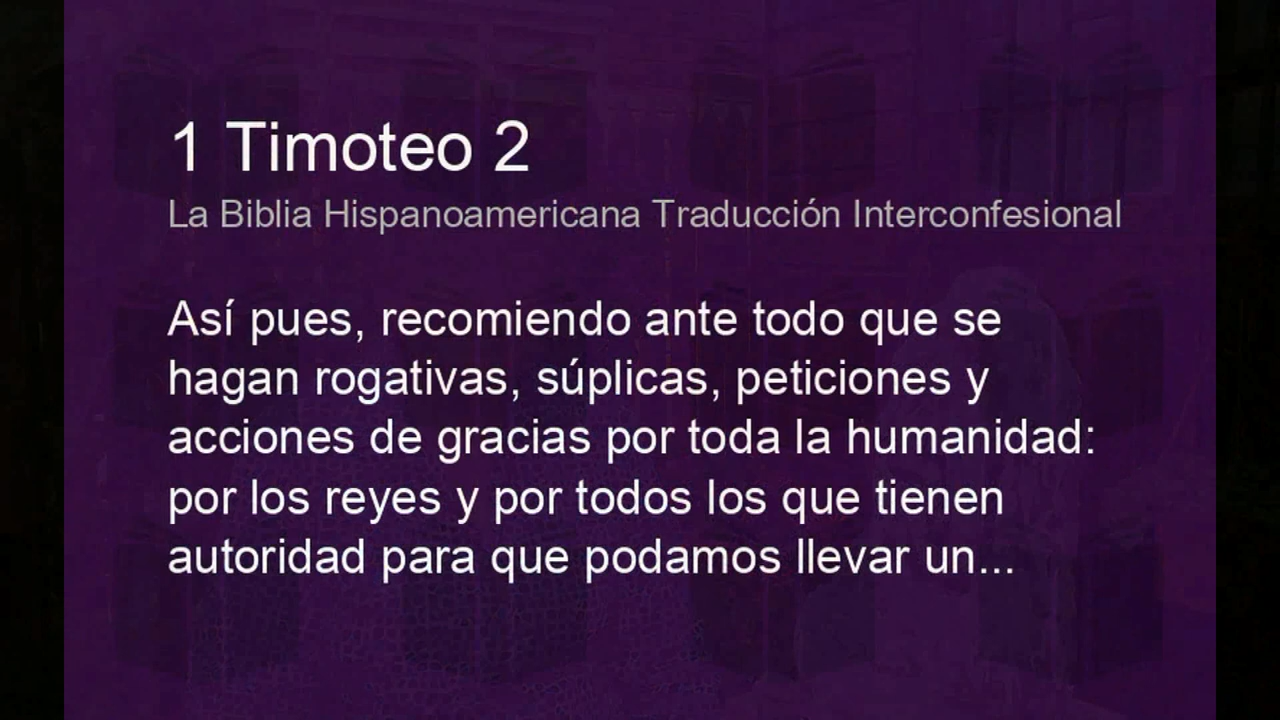 1 Timoteo 2
La Biblia Hispanoamericana Traducción Interconfesional
Así pues, recomiendo ante todo que se
hagan rogativas, súplicas, peticiones y
acciones de gracias por toda la humanidad:
por los reyes y por todos los que tienen
autoridad para que podamos llevar un...